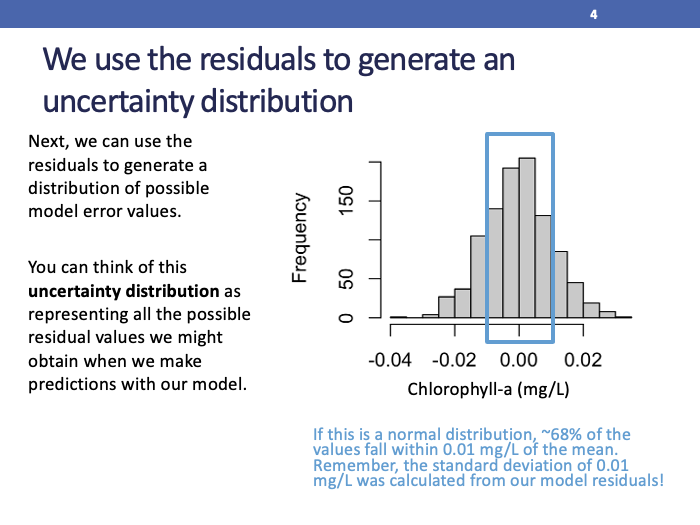 4
We use the residuals to generate an
uncertainty distribution
Next, we can use the
residuals to generate a
distribution of possible
model error values.
You can think of this
uncertainty distribution as
representing all the possible
residual values we might
obtain when we make
predictions with our model.
Frequency
150
50
0
-0.04 -0.02 0.00 0.02
Chlorophyll-a (mg/L)
If this is a normal distribution, ~68% of the
values fall within 0.01 mg/L of the mean.
Remember, the standard deviation of 0.01
mg/L was calculated from our model residuals!